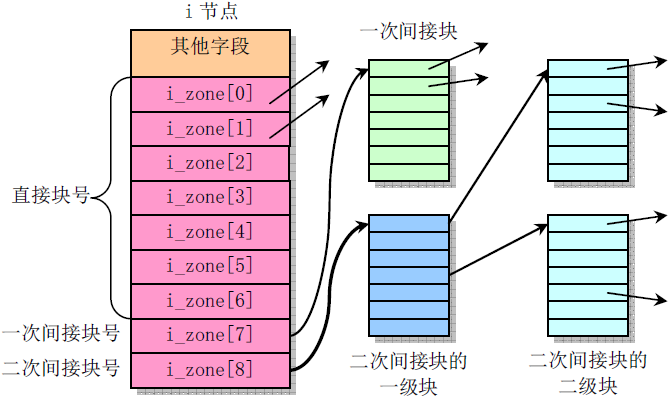 i 节点
其他字段
i_zone[0]
i_zone[1]
i_zone[2]
i_zone[3]
i_zone[4]
i_zone[5]
i_zone[6]
i_zone[7]
i_zone[8]
直接块号
一次间接块号
二次间接块号
一次间接块
二次间接块的
一级块
二次间接块的
二级块